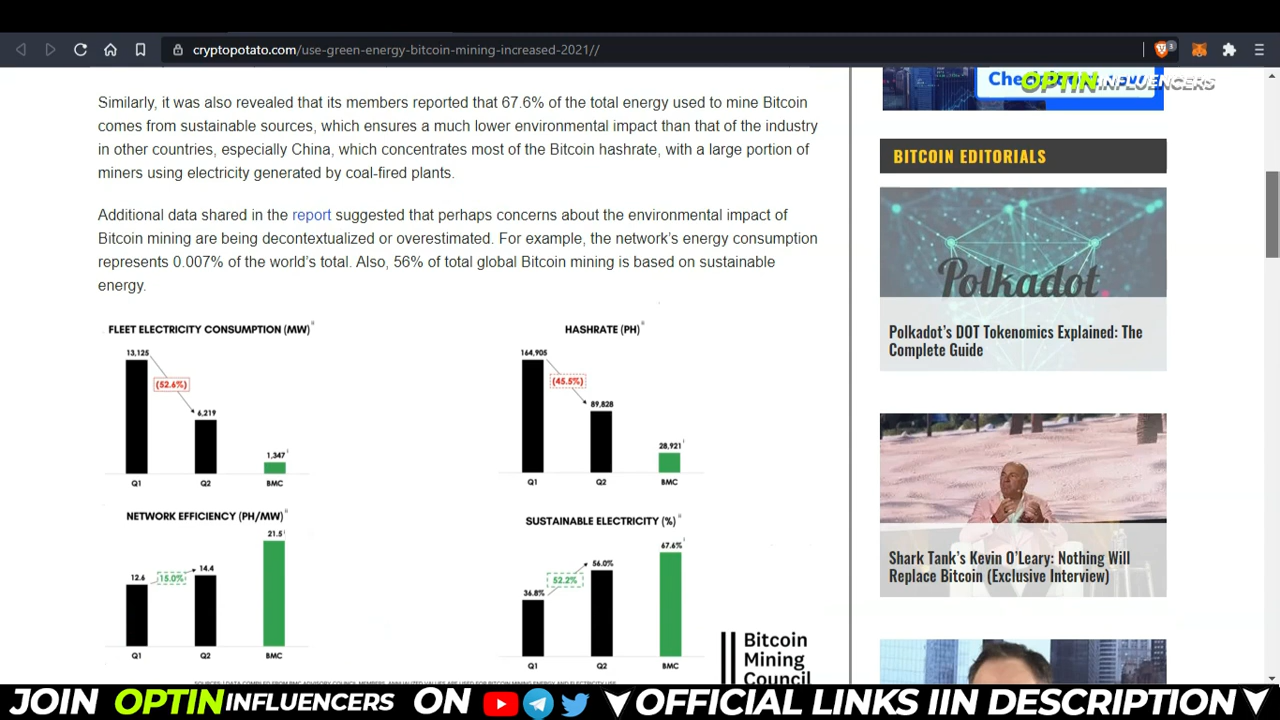 cryptopotato.com/use-green-energy-bitcoin-mining-increased-2021//
3
OPTIN INFLUENCERS
Similarly, it was also revealed that its members reported that 67.6% of the total energy used to mine Bitcoin
comes from sustainable sources, which ensures a much lower environmental impact than that of the industry
in other countries, especially China, which concentrates most of the Bitcoin hashrate, with a large portion of
miners using electricity generated by coal-fired plants.
Additional data shared in the report suggested that perhaps concerns about the environmental impact of
Bitcoin mining are being decontextualized or overestimated. For example, the network's energy consumption
represents 0.007% of the world's total. Also, 56% of total global Bitcoin mining is based on sustainable
energy.
FLEET ELECTRICITY CONSUMPTION (MW)
13,125
(52.6%)
6,219
1,347
Q1 Q2 BMC
HASHRATE (PH)
164,905
(45.5%)
89,828
28,921
Q1 Q2 BMC
NETWORK EFFICIENCY (PH/MW)
12.6
15.0%
14.4
21.5
Q1 Q2 BMC
SUSTAINABLE ELECTRICITY (%)
36.8%
52.2%
56.0%
67.6%
Q1 Q2 BMC
Bitcoin
Mining
Council
BITCOIN EDITORIALS
Polkadot
Polkadot's DOT Tokenomics Explained: The
Complete Guide
Shark Tank's Kevin O'Leary: Nothing Will
Replace Bitcoin (Exclusive Interview)
JOIN OPTIN INFLUENCERS ON OFFICIAL LINKS IIN DESCRIPTION